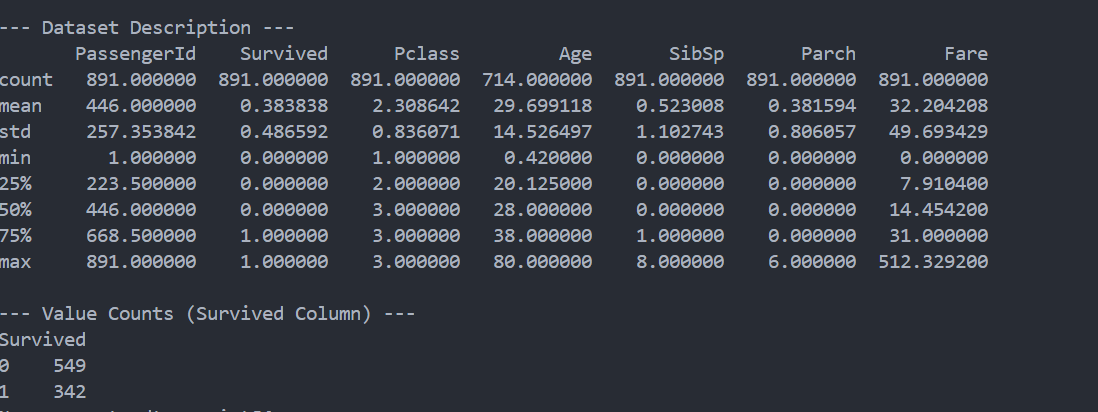 --- Dataset Description ---
       PassengerId    Survived      Pclass         Age       SibSp       Parch        Fare
count   891.000000  891.000000  891.000000  714.000000  891.000000  891.000000  891.000000
mean    446.000000    0.383838    2.308642   29.699118    0.523008    0.381594   32.204208
std     257.353842    0.486592    0.836071   14.526497    1.102743    0.806057   49.693429
min       1.000000    0.000000    1.000000    0.420000    0.000000    0.000000    0.000000
25%     223.500000    0.000000    2.000000   20.125000    0.000000    0.000000    7.910400
50%     446.000000    0.000000    3.000000   28.000000    0.000000    0.000000   14.454200
75%     668.500000    1.000000    3.000000   38.000000    1.000000    0.000000   31.000000
max     891.000000    1.000000    3.000000   80.000000    8.000000    6.000000  512.329200
--- Value Counts (Survived Column) ---
Survived
0    549
1    342